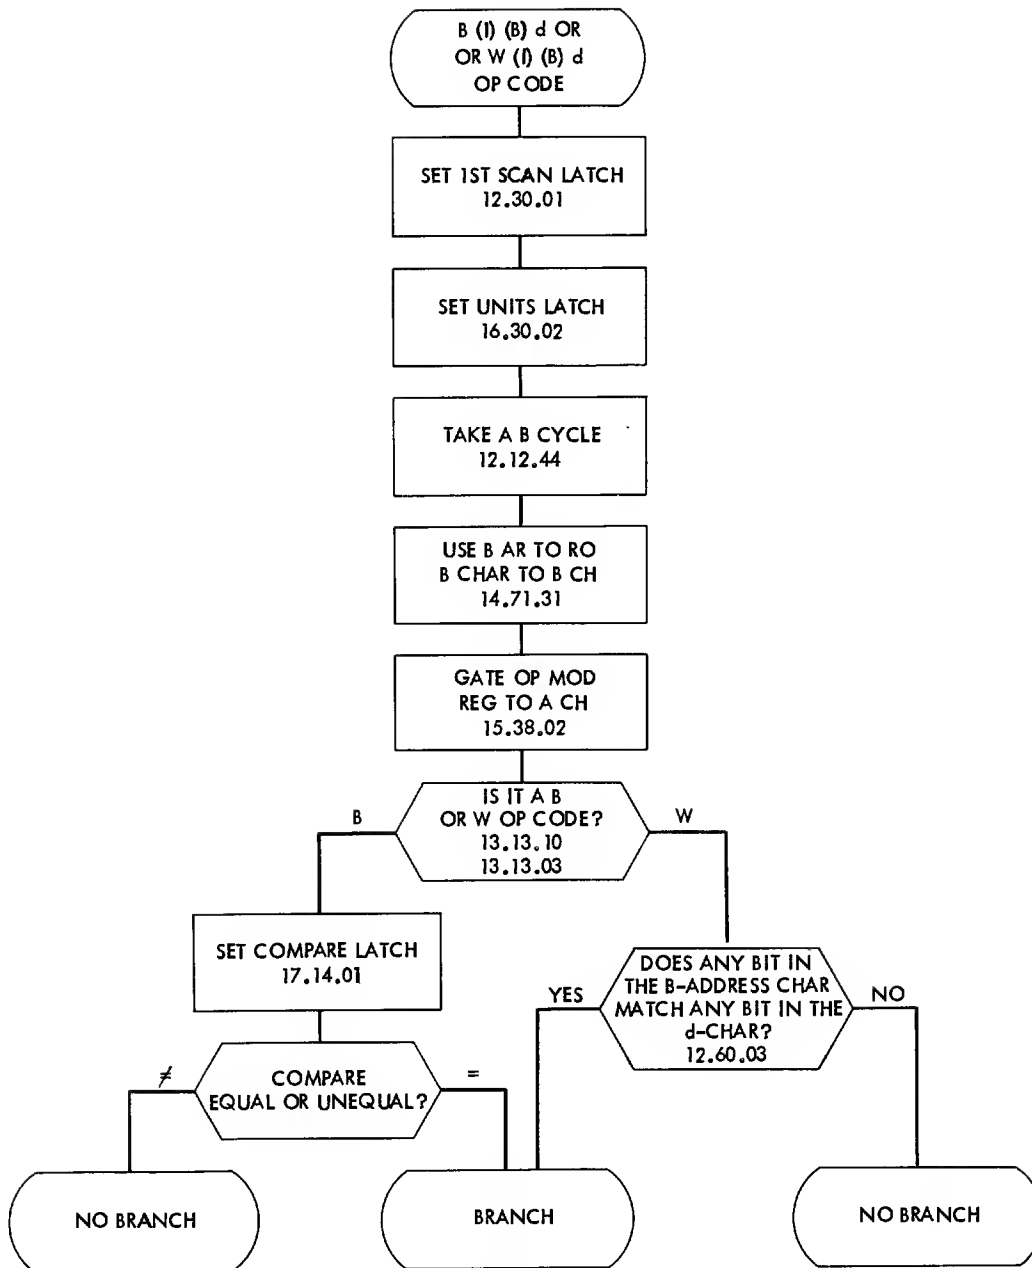 B (I) (B) d OR
OR W (I) (B) d
OP CODE
SET 1ST SCAN LATCH
12.30.01
SET UNITS LATCH
16.30.02
TAKE A B CYCLE
12.12.44
USE B AR TO RO
B CHAR TO B CH
14.71.31
GATE OP MOD
REG TO A CH
15.38.02
IS IT A B
OR W OP CODE?
13.13.10
13.13.03
B
W
SET COMPARE LATCH
17.14.01
DOES ANY BIT IN
THE B-ADDRESS CHAR
MATCH ANY BIT IN THE
d-CHAR?
12.60.03
YES
NO
COMPARE
EQUAL OR UNEQUAL?
≠
=
NO BRANCH
BRANCH
NO BRANCH